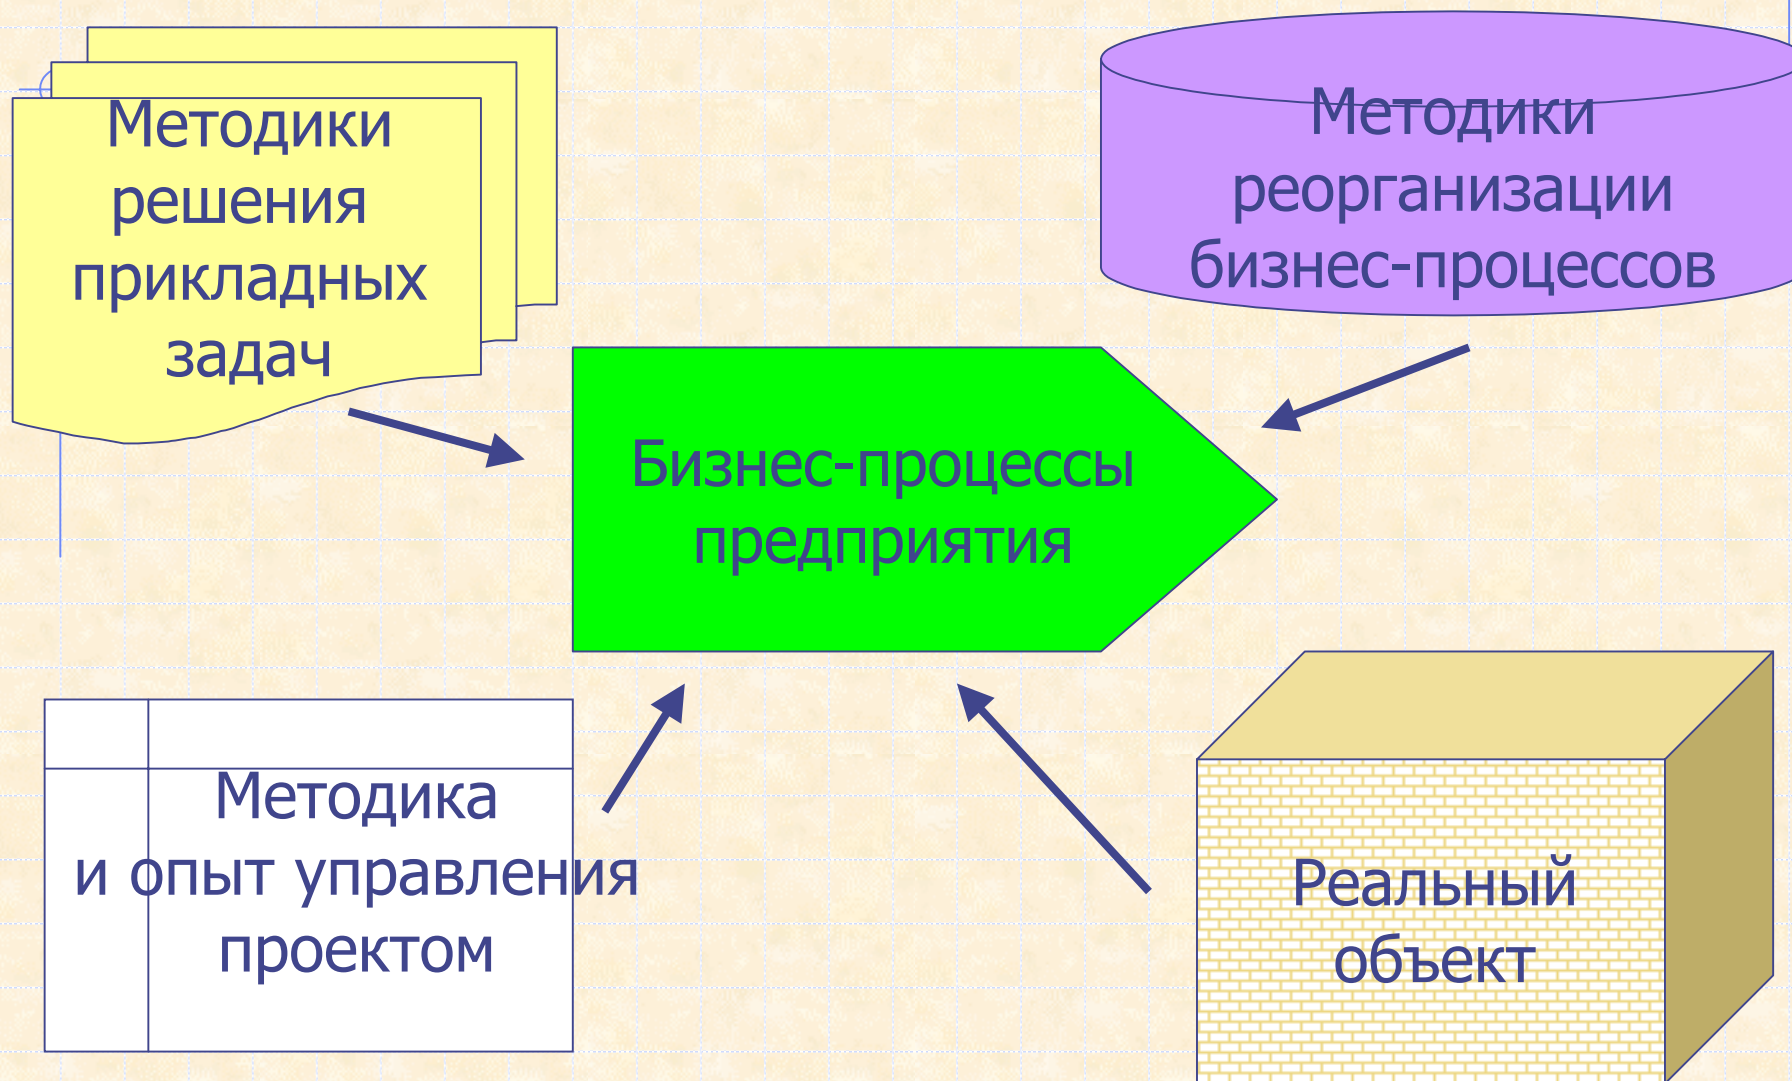 Методики
решения
прикладных
задач
Методики
реорганизации
бизнес-процессов
Бизнес-процессы
предприятия
Методика
и опыт управления
проектом
Реальный
объект